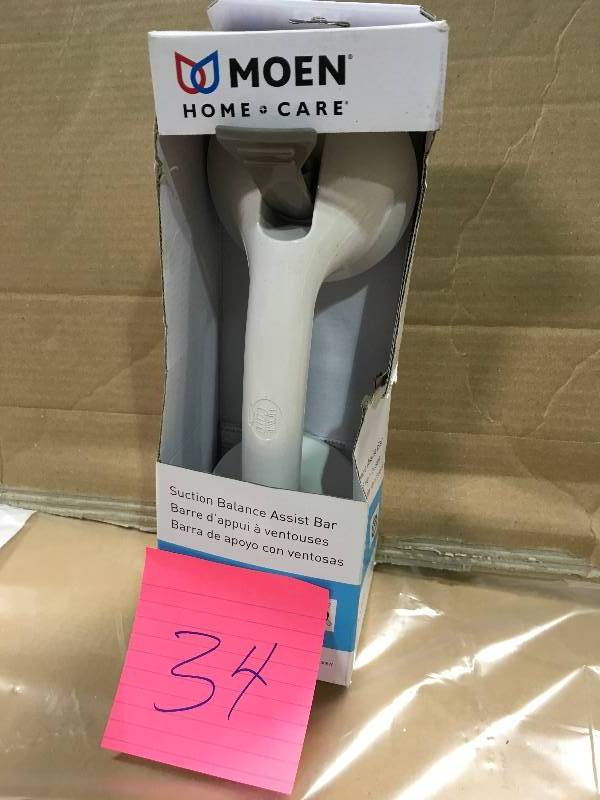 MOEN®
HOME + CARE®
Suction Balance Assist Bar
Barre d'appui à ventouses
Barra de apoyo con ventosas
34